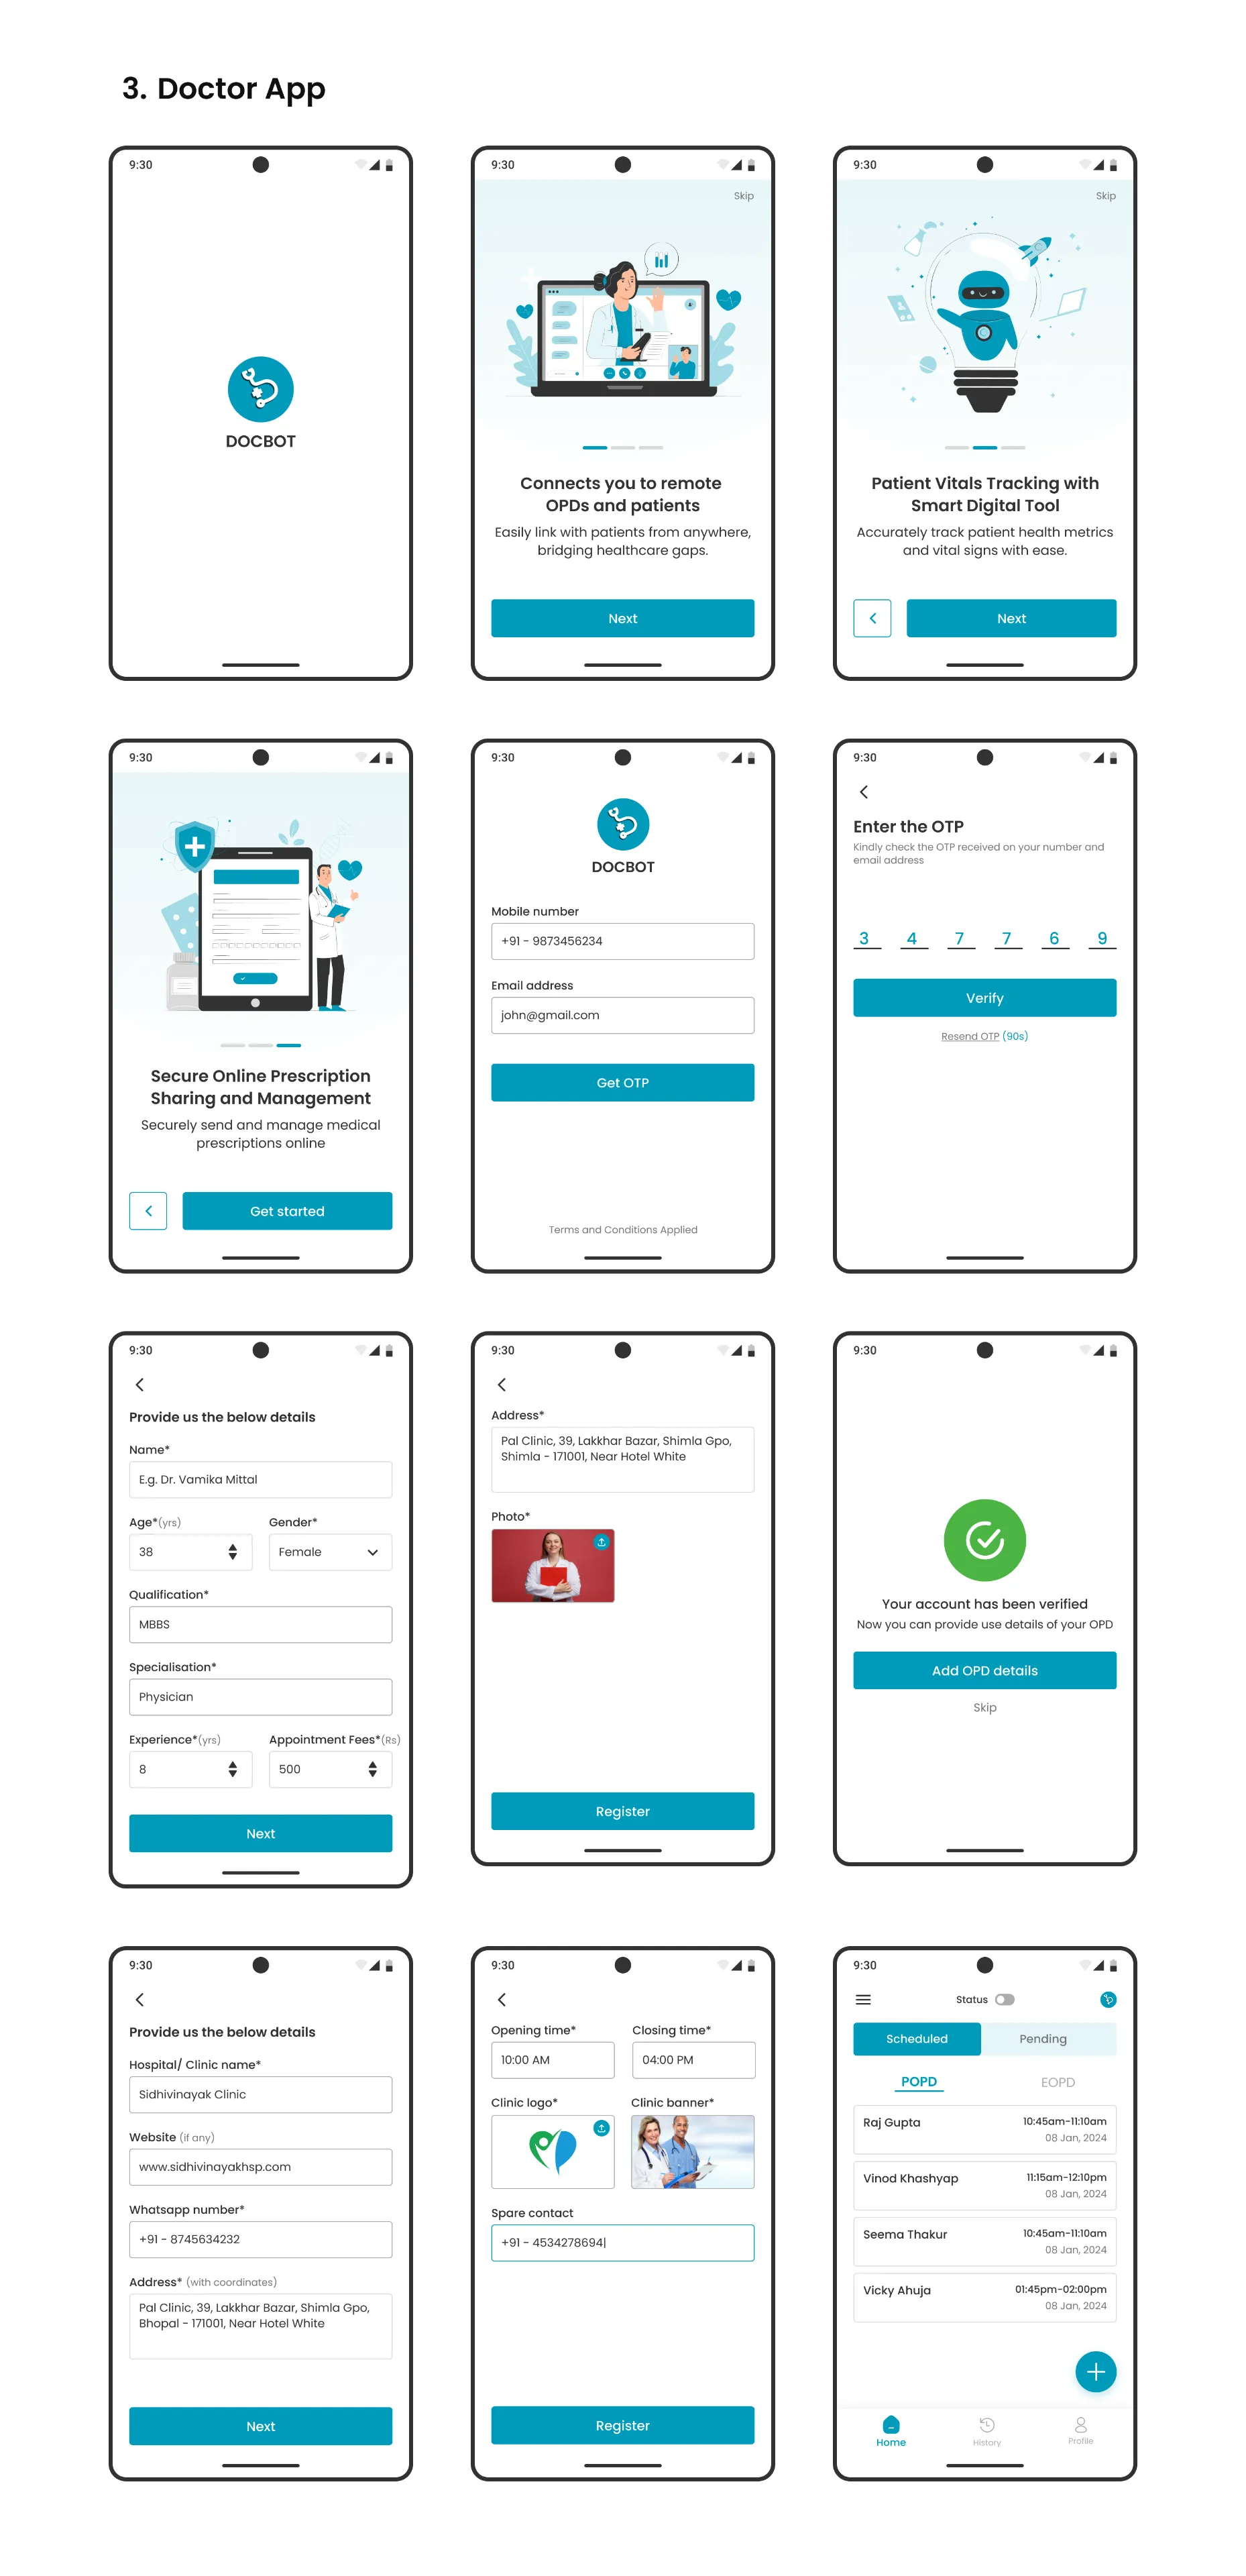 3. Doctor App
9:30
DOCBOT
9:30
Skip
Connects you to remote
OPDs and patients
Easily link with patients from anywhere,
bridging healthcare gaps.
Next
9:30
Skip
Patient Vitals Tracking with
Smart Digital Tool
Accurately track patient health metrics
and vital signs with ease.
Next
9:30
Secure Online Prescription
Sharing and Management
Securely send and manage medical
prescriptions online
Get started
9:30
DOCBOT
Mobile number
+91 - 9873456234
Email address
john@gmail.com
Get OTP
Terms and Conditions Applied
9:30
Enter the OTP
Kindly check the OTP received on your number and
email address
3 4 7 7 6 9
Verify
Resend OTP (90s)
9:30
Provide us the below details
Name*
E.g. Dr. Vamika Mittal
Age*(yrs) Gender*
38 Female
Qualification*
MBBS
Specialisation*
Physician
Experience*(yrs) Appointment Fees*(Rs)
8 500
Next
9:30
Address*
Pal Clinic, 39, Lakkhar Bazar, Shimla Gpo,
Shimla - 171001, Near Hotel White
Photo*
Register
9:30
Your account has been verified
Now you can provide use details of your OPD
Add OPD details
Skip
9:30
Provide us the below details
Hospital/ Clinic name*
Sidhivinayak Clinic
Website (if any)
www.sidhivinayakhsp.com
Whatsapp number*
+91 - 8745634232
Address* (with coordinates)
Pal Clinic, 39, Lakkhar Bazar, Shimla Gpo,
Bhopal - 171001, Near Hotel White
Next
9:30
Opening time* Closing time*
10:00 AM 04:00 PM
Clinic logo* Clinic banner*
Spare contact
+91 - 4534278694
Register
9:30
Status
Scheduled Pending
POPD EOPD
Raj Gupta 10:45am-11:10am
08 Jan, 2024
Vinod Khashyap 11:15am-12:10pm
08 Jan, 2024
Seema Thakur 10:45am-11:10am
08 Jan, 2024
Vicky Ahuja 01:45pm-02:00pm
08 Jan, 2024
Home History Profile